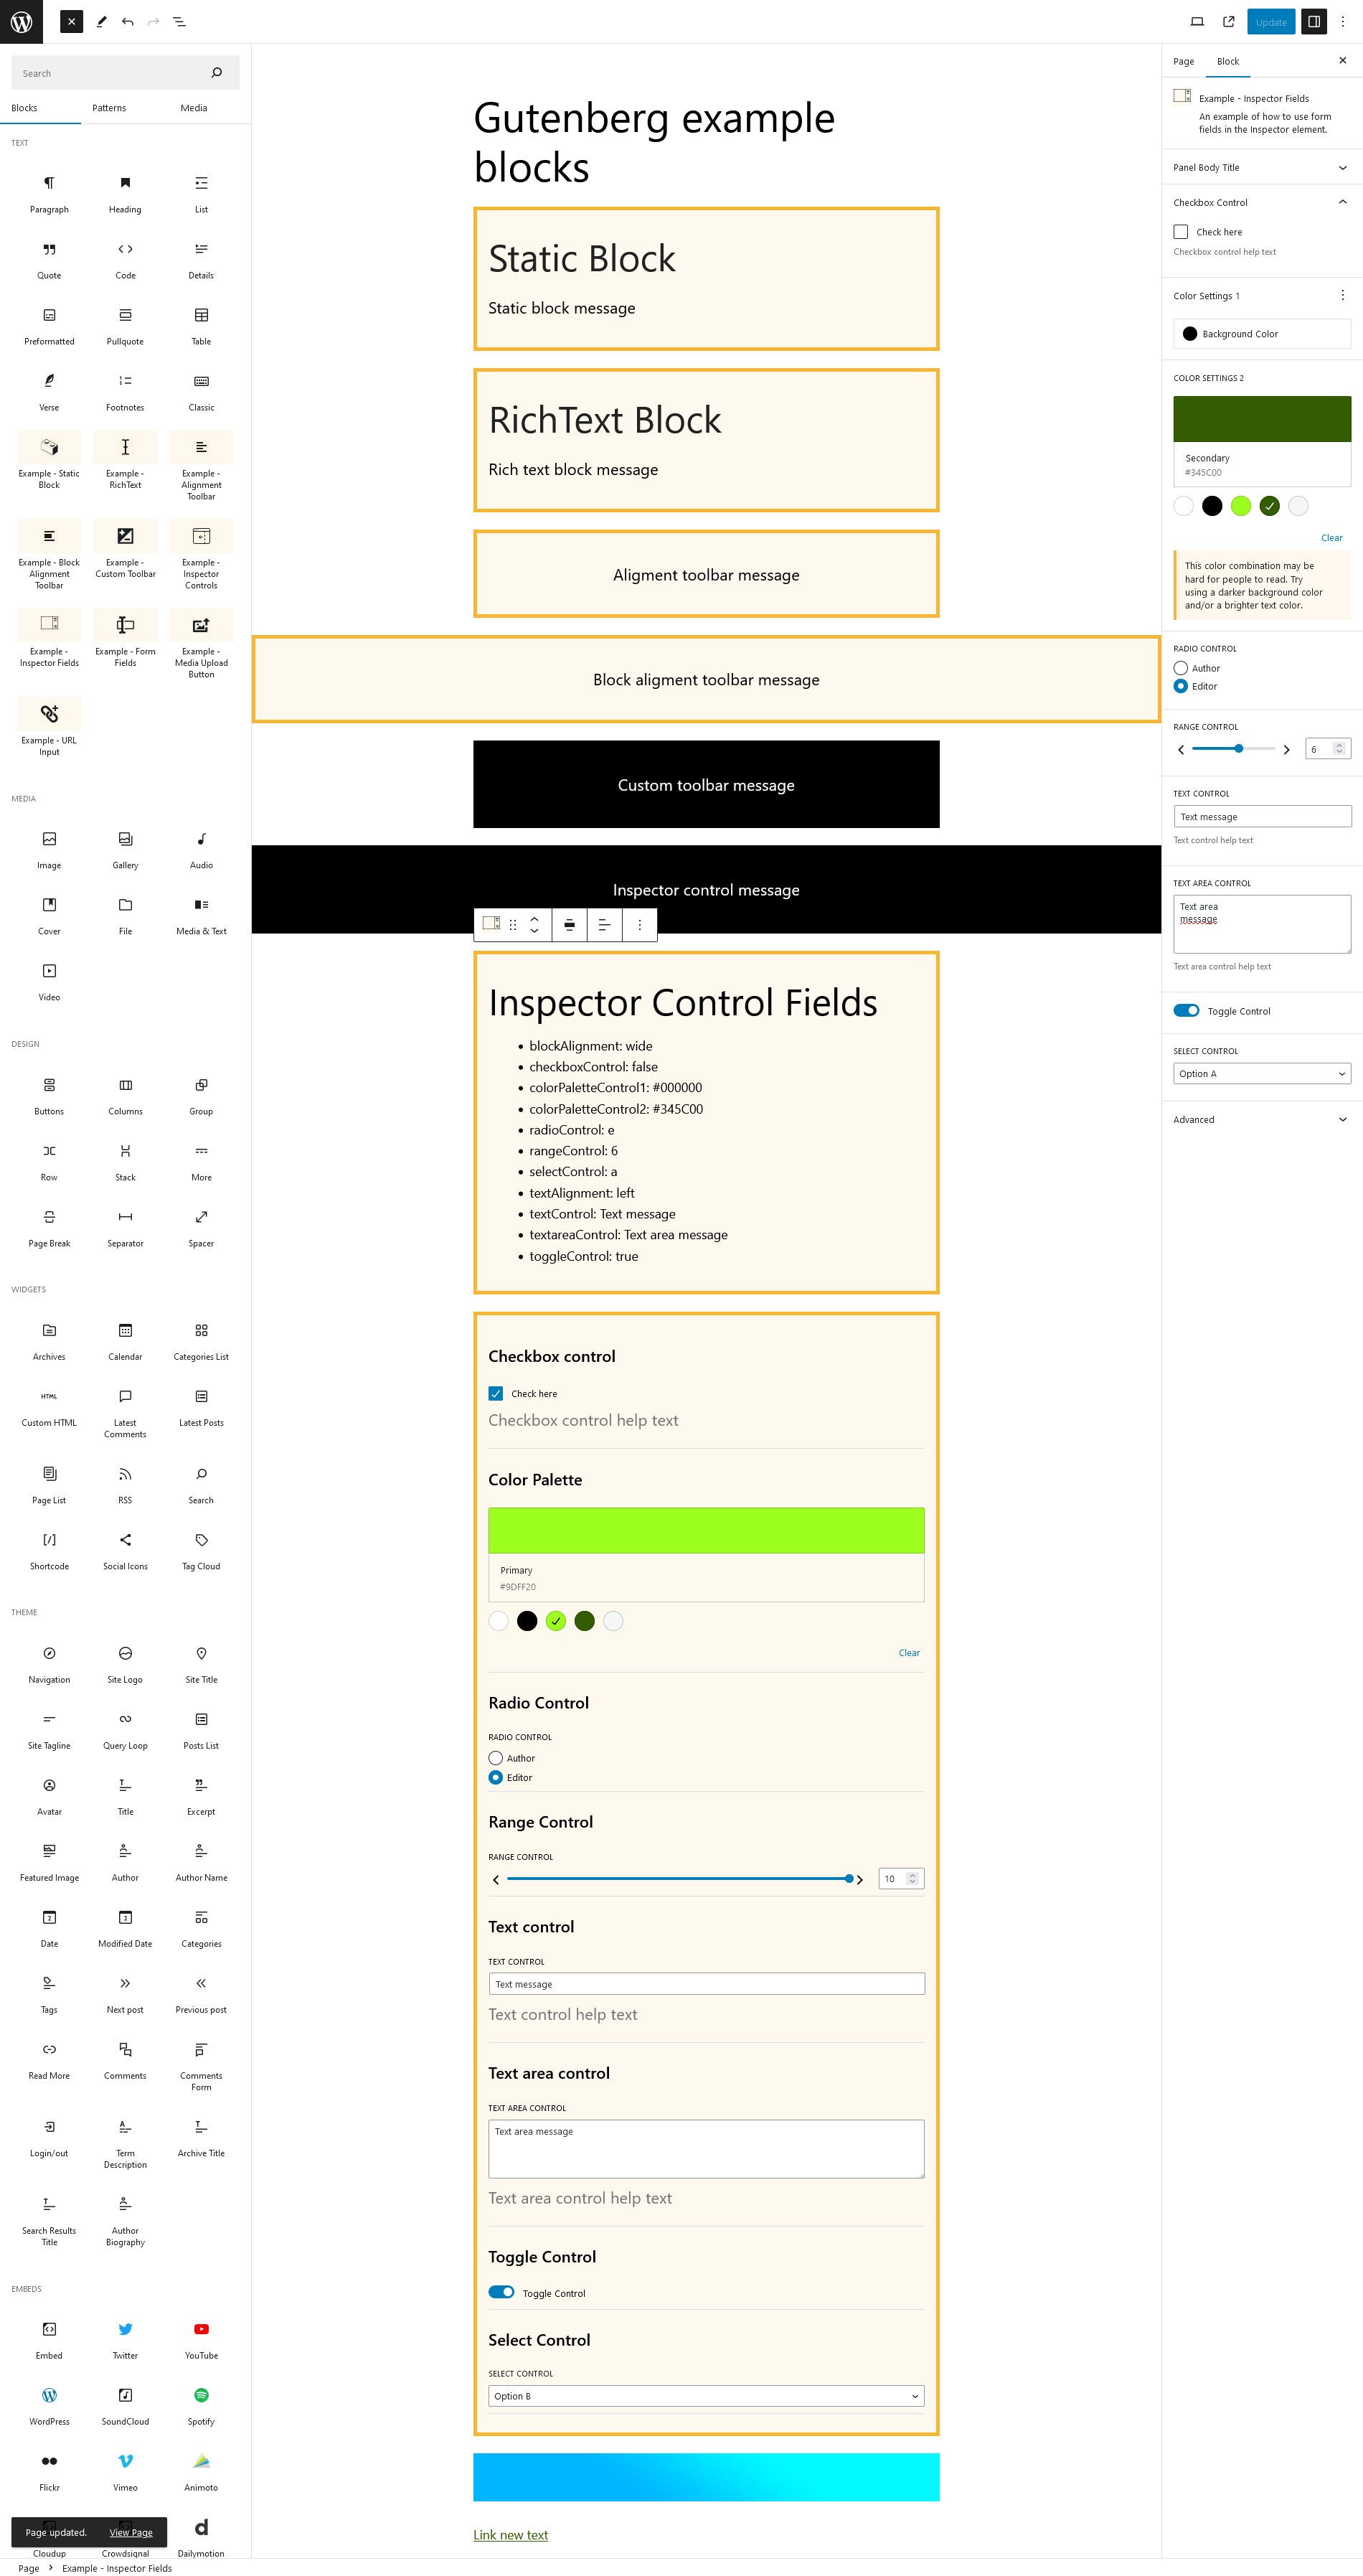 Update
Search
Blocks Patterns Media
TEXT
Paragraph Heading List
Quote Code Details
Preformatted Pullquote Table
Verse Footnotes Classic
Example - Static Block
Example - RichText
Example - Alignment Toolbar
Example - Block Alignment Toolbar
Example - Custom Toolbar
Example - Inspector Controls
Example - Inspector Fields
Example - Form Fields
Example - Media Upload Button
Example - URL Input
MEDIA
Image Gallery Audio
Cover File Media & Text
Video
DESIGN
Buttons Columns Group
Row Stack More
Page Break Separator Spacer
WIDGETS
Archives Calendar Categories List
HTML
Custom HTML
Latest Comments
Latest Posts
Page List RSS Search
Shortcode Social Icons Tag Cloud
THEME
Navigation Site Logo Site Title
Site Tagline Query Loop Posts List
Avatar Title Excerpt
Featured Image Author Author Name
Date Modified Date Categories
Tags Next post Previous post
Read More Comments
Comments Form
Login/out
Term Description
Archive Title
Search Results Title
Author Biography
EMBEDS
Embed Twitter YouTube
WordPress SoundCloud Spotify
Flickr Vimeo Animoto
Page updated. View Page
Cloudup Crowdsignal Dailymotion
Gutenberg example
blocks
Static Block
Static block message
RichText Block
Rich text block message
Aligment toolbar message
Block aligment toolbar message
Custom toolbar message
Inspector control message
Inspector Control Fields
• blockAlignment: wide
• checkboxControl: false
• colorPaletteControl1: #000000
• colorPaletteControl2: #345C00
• radioControl: e
• rangeControl: 6
• selectControl: a
• textAlignment: left
• textControl: Text message
• textareaControl: Text area message
• toggleControl: true
Checkbox control
Check here
Checkbox control help text
Color Palette
Primary
#9DFF20
Clear
Radio Control
RADIO CONTROL
Author
Editor
Range Control
RANGE CONTROL
10
Text control
TEXT CONTROL
Text message
Text control help text
Text area control
TEXT AREA CONTROL
Text area message
Text area control help text
Toggle Control
Toggle Control
Select Control
SELECT CONTROL
Option B
Link new text
Page Block
Example - Inspector Fields
An example of how to use form
fields in the Inspector element.
Panel Body Title
Checkbox Control
Check here
Checkbox control help text
Color Settings 1
Background Color
COLOR SETTINGS 2
Secondary
#345C00
Clear
This color combination may be
hard for people to read. Try
using a darker background color
and/or a brighter text color.
RADIO CONTROL
Author
Editor
RANGE CONTROL
6
TEXT CONTROL
Text message
Text control help text
TEXT AREA CONTROL
Text area
message
Text area control help text
Toggle Control
SELECT CONTROL
Option A
Advanced
Page › Example - Inspector Fields